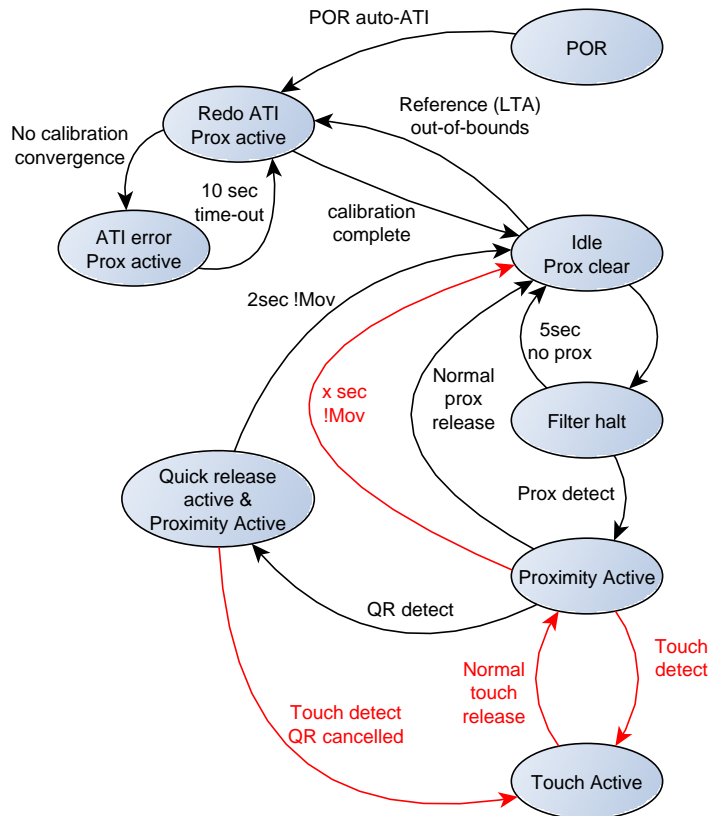 POR auto-ATI
POR
Redo ATI
Prox active
Reference (LTA)
out-of-bounds
No calibration
convergence
10 sec
time-out
calibration
complete
ATI error
Prox active
Idle
Prox clear
2sec !Mov
5sec
no prox
x sec
!Mov
Normal
prox
release
Filter halt
Quick release
active &
Proximity Active
Prox detect
Proximity Active
QR detect
Touch
detect
Normal
touch
release
Touch detect
QR cancelled
Touch Active